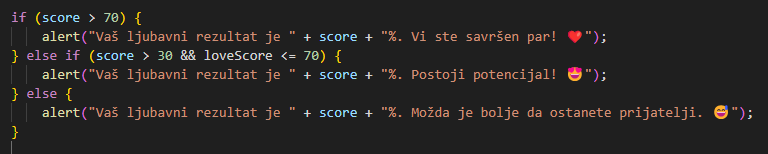 if (score > 70) {
    alert("Vaš ljubavni rezultat je " + score + "%. Vi ste savršen par! ❤️");
} else if (score > 30 && loveScore <= 70) {
    alert("Vaš ljubavni rezultat je " + score + "%. Postoji potencijal! 😍");
} else {
    alert("Vaš ljubavni rezultat je " + score + "%. Možda je bolje da ostanete prijatelji. 😅");
}